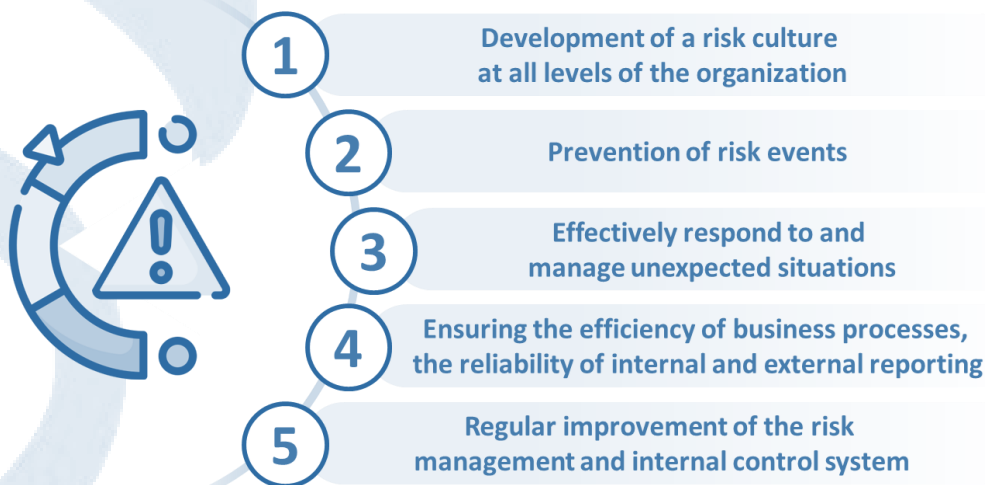 1
Development of a risk culture
at all levels of the organization
2
Prevention of risk events
3
Effectively respond to and
manage unexpected situations
4
Ensuring the efficiency of business processes,
the reliability of internal and external reporting
5
Regular improvement of the risk
management and internal control system